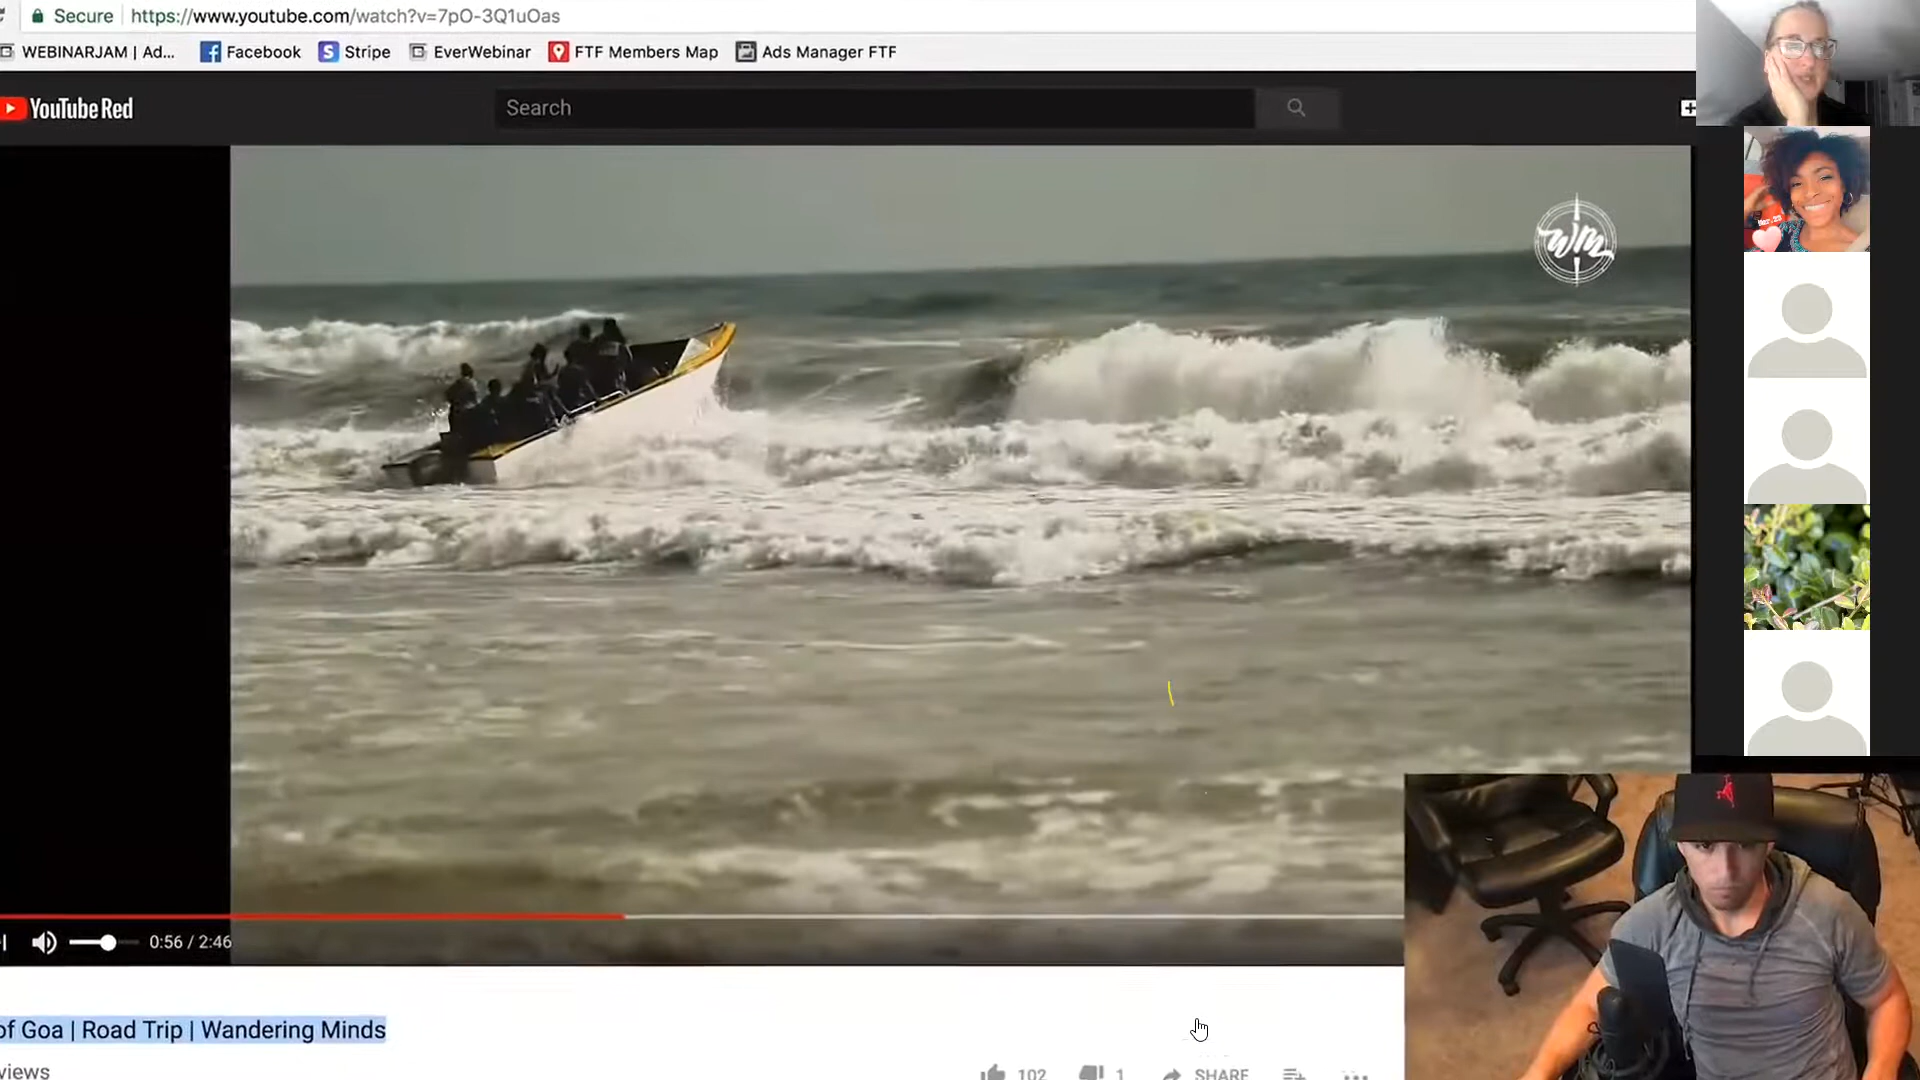 Secure | https://www.youtube.com/watch?v=7pO-3Q1uOas
WEBINARJAM | Ad... Facebook S Stripe EverWebinar FTF Members Map Ads Manager FTF
YouTube Red Search
WM
0:56 / 2:46
of Goa | Road Trip | Wandering Minds
views
102 1 SHARE ...